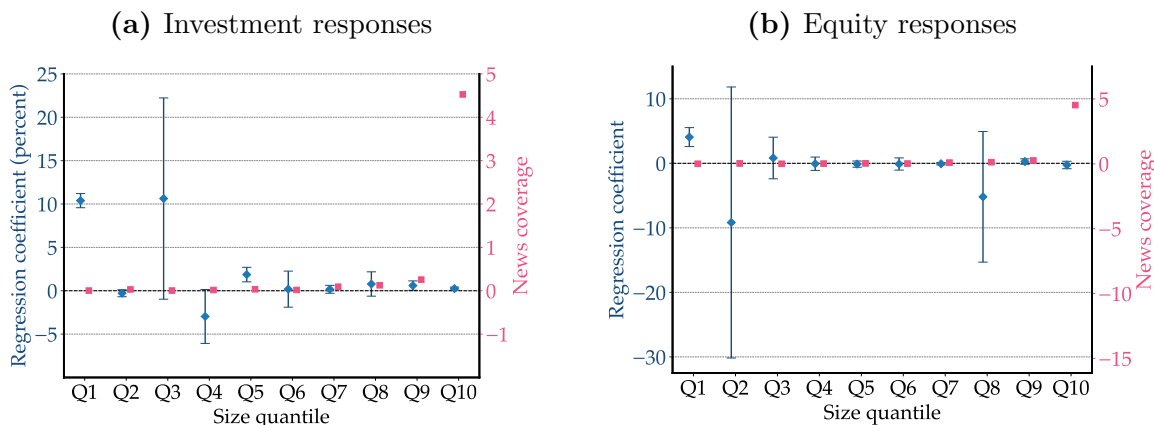 (a) Investment responses
Regression coefficient (percent)
25
20
15
10
5
0
−5
5
4
3
2
1
0
−1
News coverage
Q1 Q2 Q3 Q4 Q5 Q6 Q7 Q8 Q9 Q10
Size quantile
(b) Equity responses
Regression coefficient
10
0
−10
−20
−30
5
0
−5
−10
−15
News coverage
Q1 Q2 Q3 Q4 Q5 Q6 Q7 Q8 Q9 Q10
Size quantile